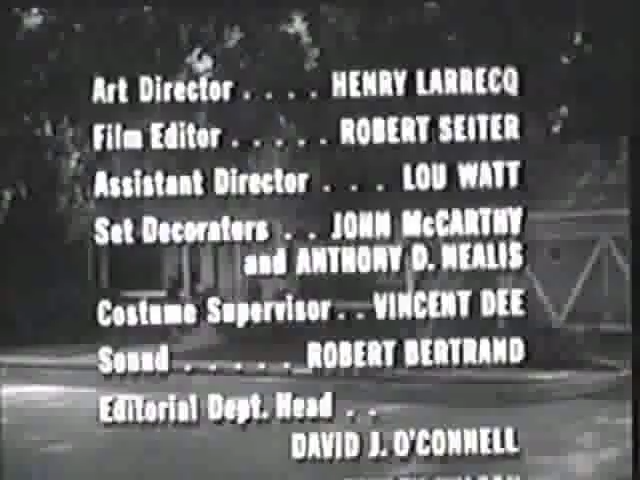 Art Director . . . . HENRY LARRECQ
Film Editor . . . . . ROBERT SEITER
Assistant Director . . . LOU WATT
Set Decorators . . JOHN McCARTHY
and ANTHONY D. NEALIS
Costume Supervisor . . VINCENT DEE
Sound . . . . . ROBERT BERTRAND
Editorial Dept. Head . .
DAVID J. O'CONNELL